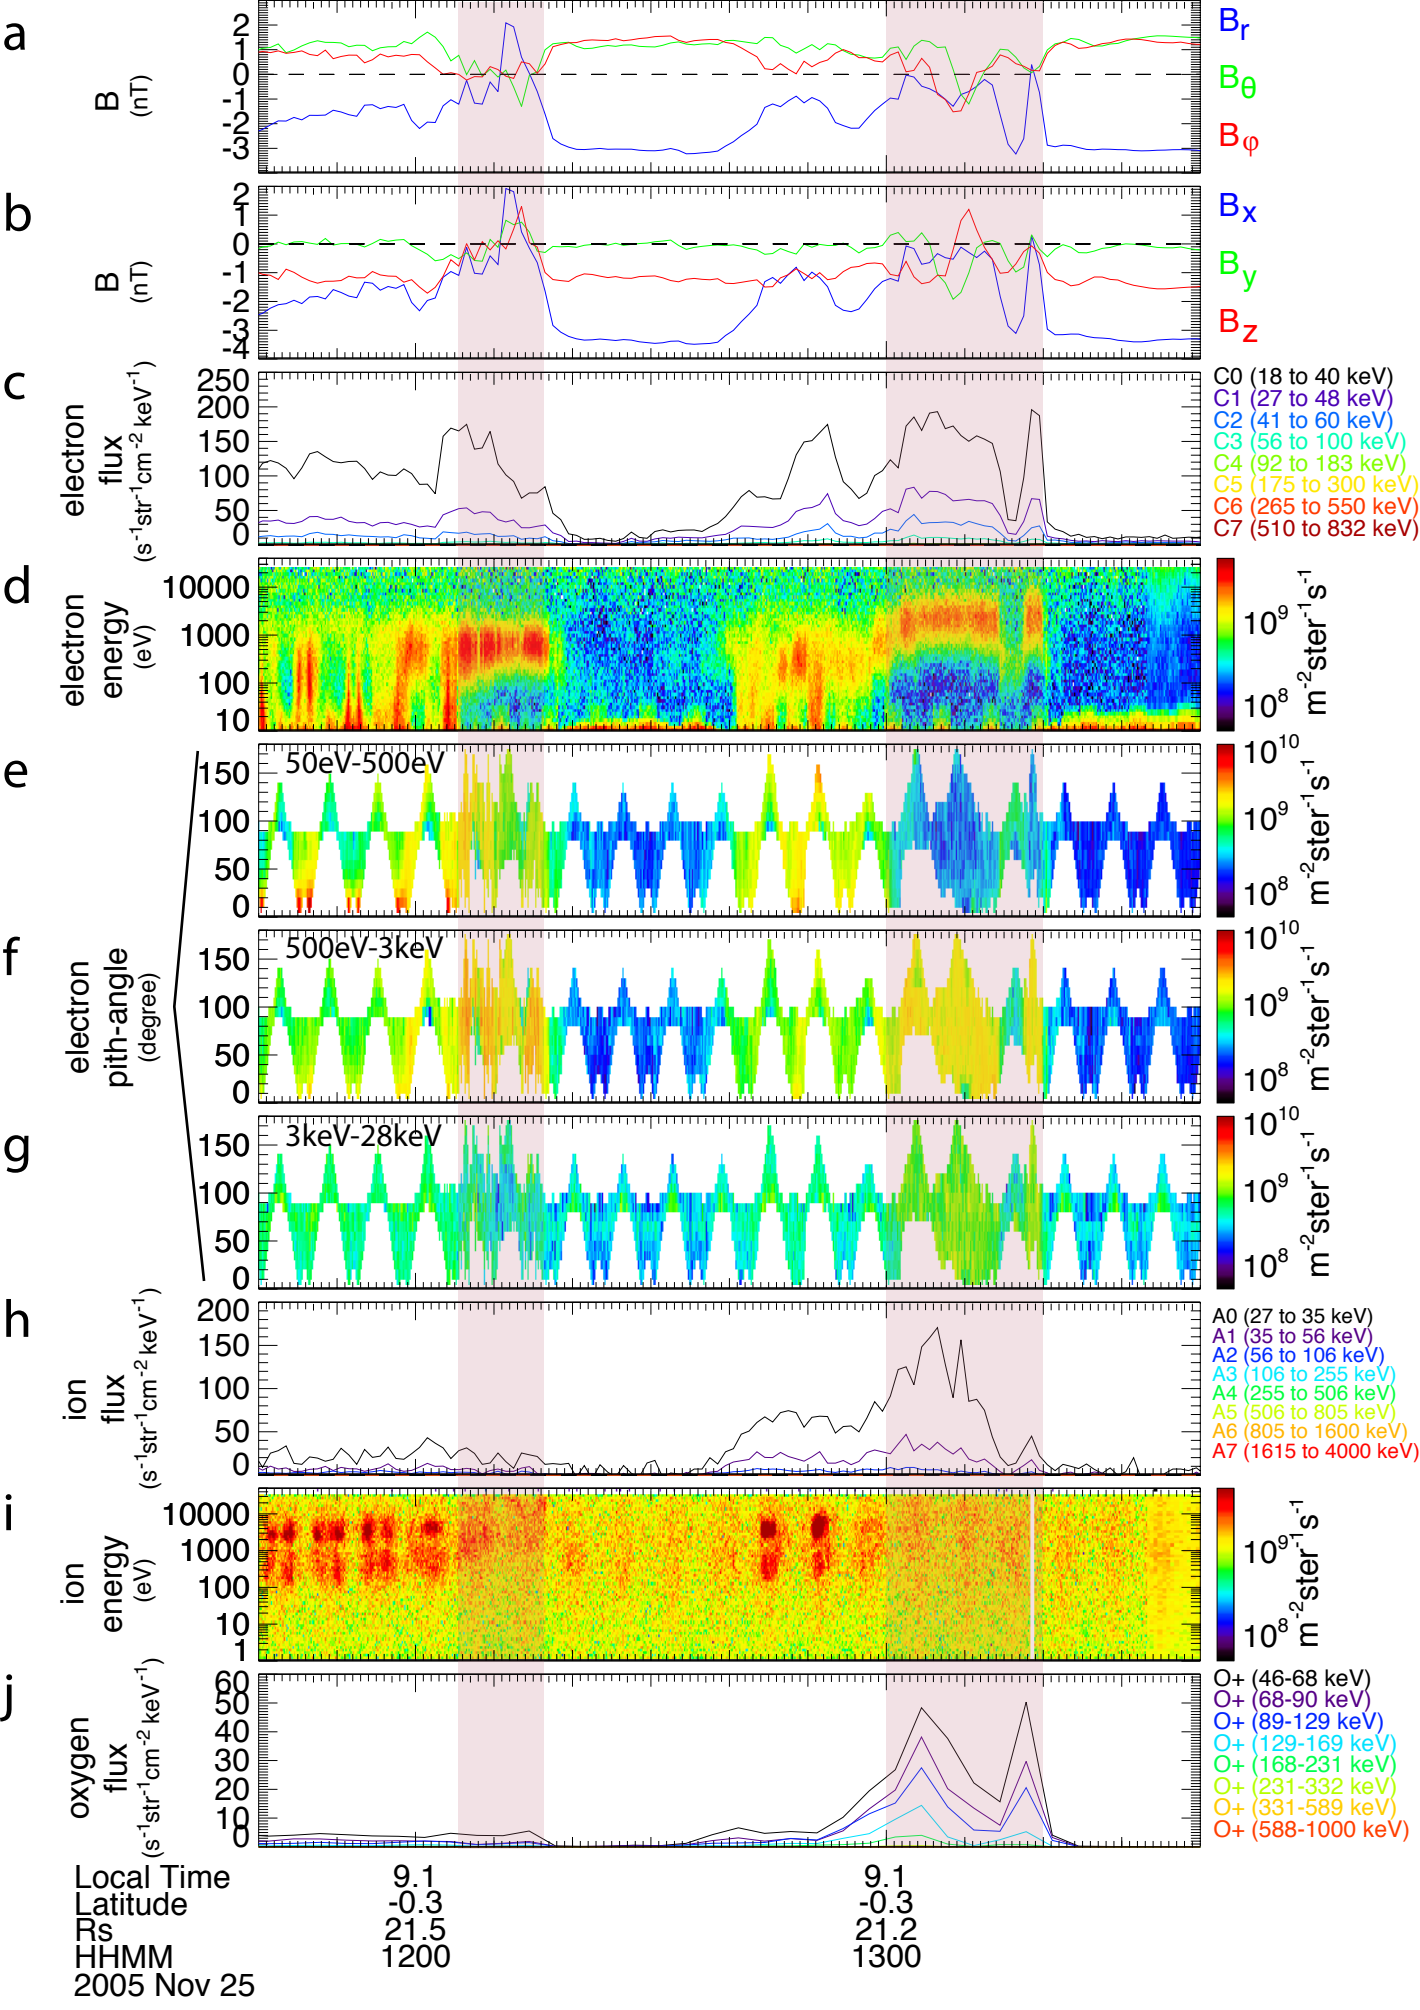 a
B
(nT)
2
1
0
-1
-2
-3
Br
Bθ
Bφ
b
B
(nT)
2
1
0
-1
-2
-3
-4
Bx
By
Bz
c
electron
flux
(s-1str-1cm-2 keV-1)
250
200
150
100
50
0
C0 (18 to 40 keV)
C1 (27 to 48 keV)
C2 (41 to 60 keV)
C3 (56 to 100 keV)
C4 (92 to 183 keV)
C5 (175 to 300 keV)
C6 (265 to 550 keV)
C7 (510 to 832 keV)
d
electron
energy
(eV)
10000
1000
100
10
10^9
10^8
m-2ster-1s-1
e
50eV-500eV
150
100
50
0
10^10
10^9
10^8
m-2ster-1s-1
electron
pith-angle
(degree)
f
500eV-3keV
150
100
50
0
10^10
10^9
10^8
m-2ster-1s-1
g
3keV-28keV
150
100
50
0
10^10
10^9
10^8
m-2ster-1s-1
h
ion
flux
(s-1str-1cm-2 keV-1)
200
150
100
50
0
A0 (27 to 35 keV)
A1 (35 to 56 keV)
A2 (56 to 106 keV)
A3 (106 to 255 keV)
A4 (255 to 506 keV)
A5 (506 to 805 keV)
A6 (805 to 1600 keV)
A7 (1615 to 4000 keV)
i
ion
energy
(eV)
10000
1000
100
10
1
10^9
10^8
m-2ster-1s-1
j
oxygen
flux
(s-1str-1cm-2 keV-1)
60
50
40
30
20
10
0
O+ (46-68 keV)
O+ (68-90 keV)
O+ (89-129 keV)
O+ (129-169 keV)
O+ (168-231 keV)
O+ (231-332 keV)
O+ (331-589 keV)
O+ (588-1000 keV)
Local Time 9.1 9.1
Latitude -0.3 -0.3
Rs 21.5 21.2
HHMM 1200 1300
2005 Nov 25